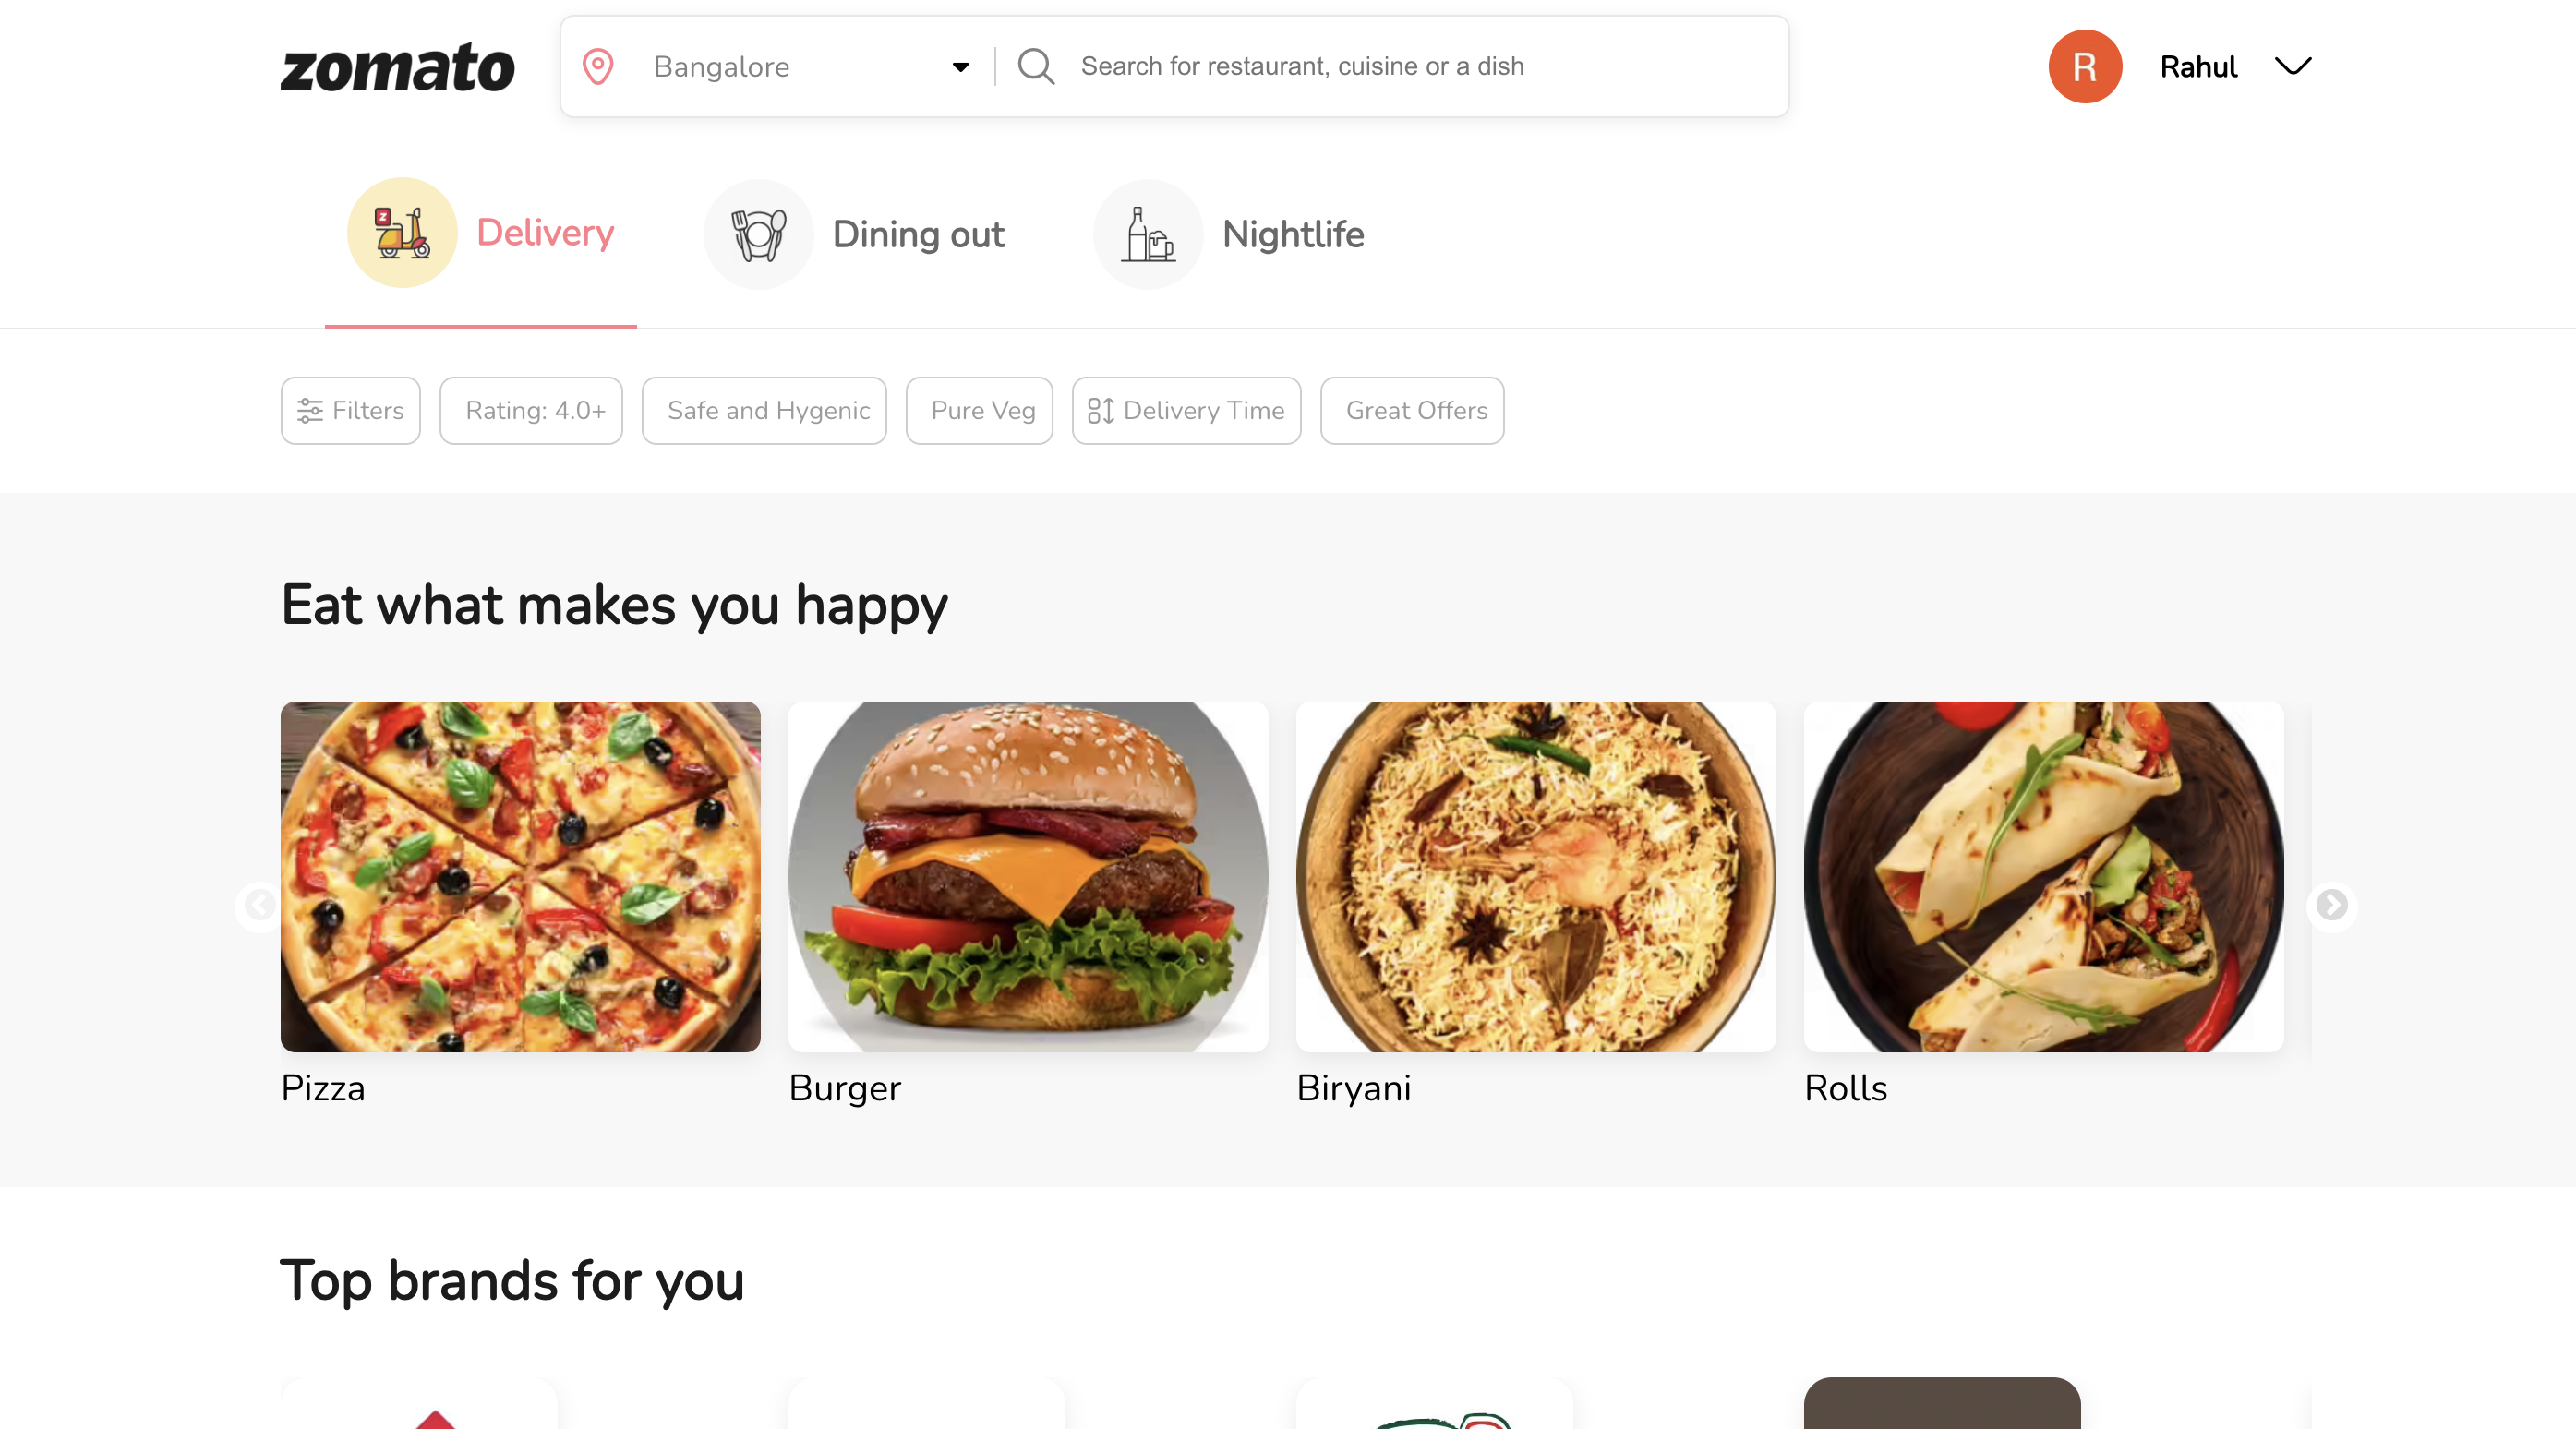 zomato
Bangalore
Search for restaurant, cuisine or a dish
R
Rahul
Delivery
Dining out
Nightlife
Filters
Rating: 4.0+
Safe and Hygenic
Pure Veg
Delivery Time
Great Offers
Eat what makes you happy
Pizza
Burger
Biryani
Rolls
Top brands for you